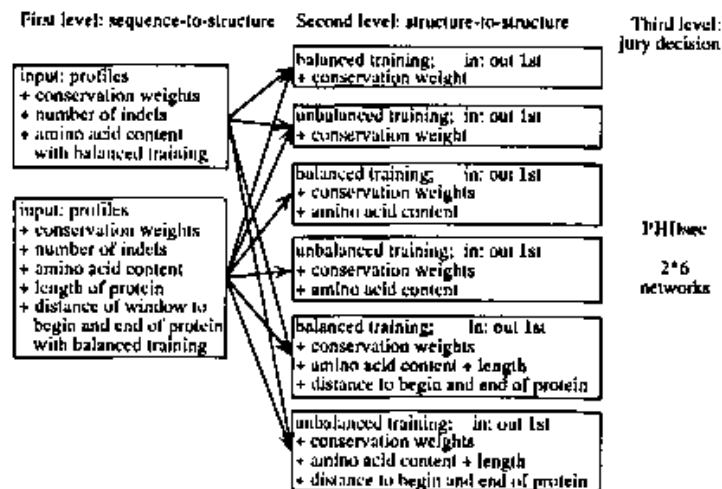 First level: sequence-to-structure
Second level: structure-to-structure
Third level:
jury decision
input: profiles
+ conservation weights
+ number of indels
+ amino acid content
with balanced training
input: profiles
+ conservation weights
+ number of indels
+ amino acid content
+ length of protein
+ distance of window to
begin and end of protein
with balanced training
balanced training; in: out 1st
+ conservation weight
unbalanced training; in: out 1st
+ conservation weight
balanced training; in: out 1st
+ conservation weights
+ amino acid content
unbalanced training; in: out 1st
+ conservation weights
+ amino acid content
balanced training; In: out 1st
+ conservation weights
+ amino acid content + length
+ distance to begin and end of protein
unbalanced training; in: out 1st
+ conservation weights
+ amino acid content + length
+ distance to begin and end of protein
PHDsec
2*6
networks